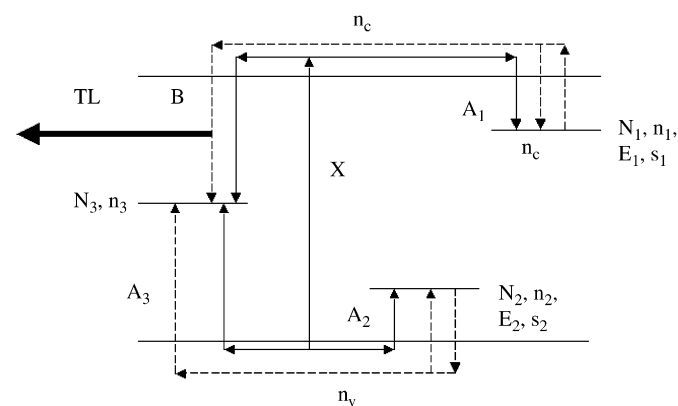 n_c
TL
B
A_1
n_c
N_1, n_1,
E_1, s_1
X
N_3, n_3
A_3
A_2
N_2, n_2,
E_2, s_2
n_v